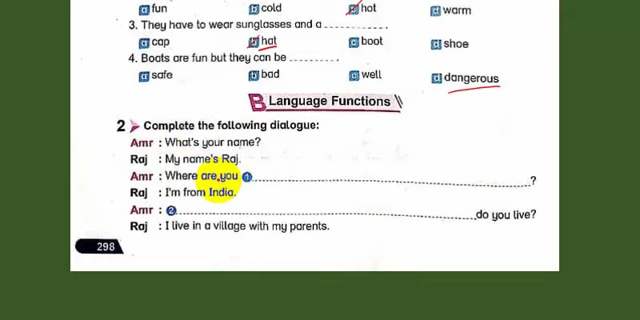 a fun b cold c hot d warm
3. They have to wear sunglasses and a ............ .
a cap b hat c boot d shoe
4. Boats are fun but they can be ............ .
a safe b bad c well d dangerous
B Language Functions
2 Complete the following dialogue:
Amr : What's your name?
Raj : My name's Raj.
Amr : Where are you 1 ............ ?
Raj : I'm from India.
Amr : 2 ............ do you live?
Raj : I live in a village with my parents.
298